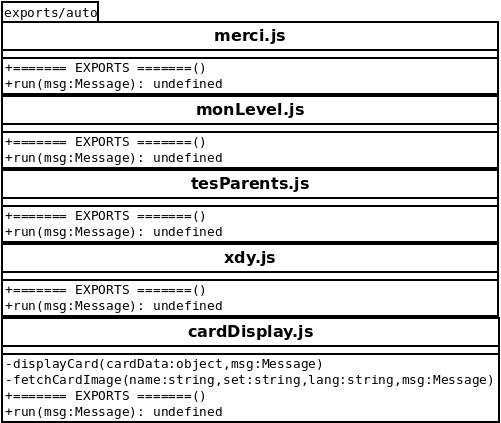 exports/auto
merci.js
+======= EXPORTS =======()
+run(msg:Message): undefined
monLevel.js
+======= EXPORTS =======()
+run(msg:Message): undefined
tesParents.js
+======= EXPORTS =======()
+run(msg:Message): undefined
xdy.js
+======= EXPORTS =======()
+run(msg:Message): undefined
cardDisplay.js
-displayCard(cardData:object,msg:Message)
-fetchCardImage(name:string,set:string,lang:string,msg:Message)
+======= EXPORTS =======()
+run(msg:Message): undefined